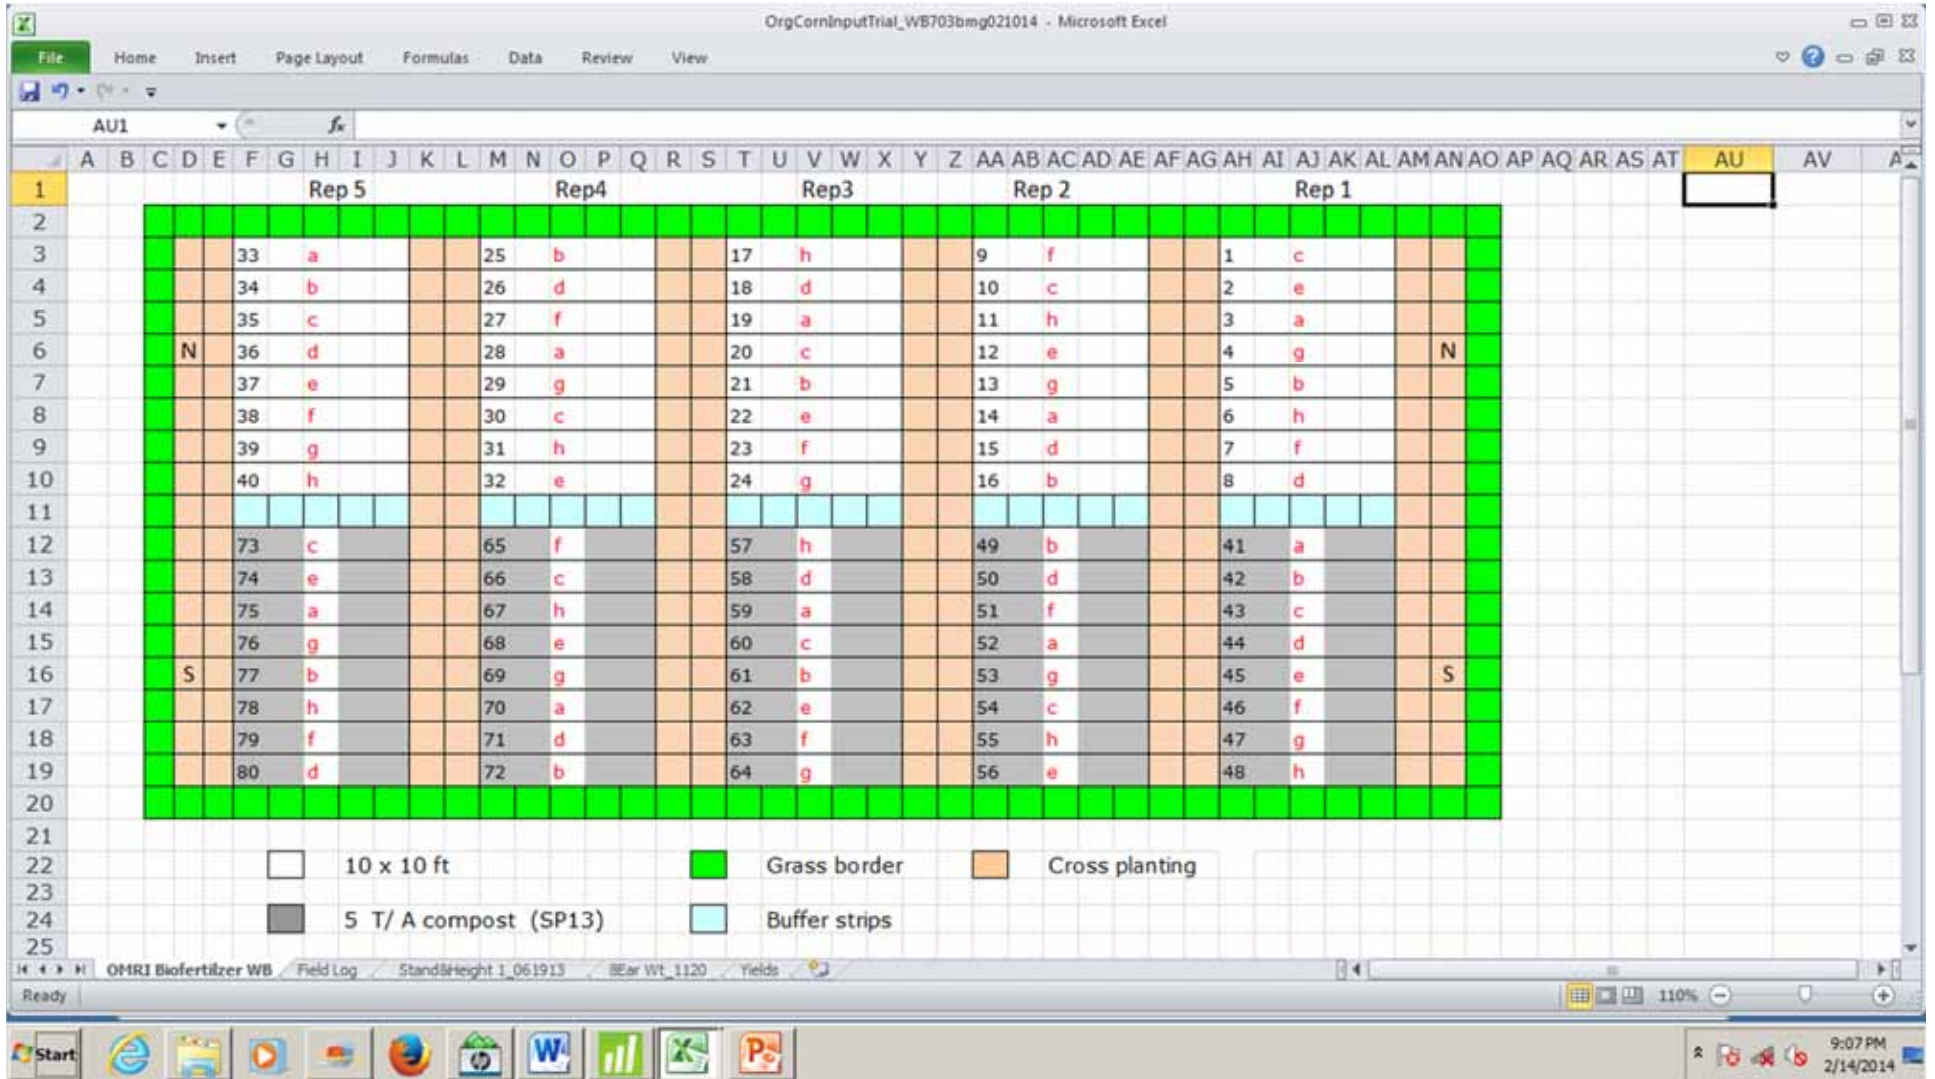 OrgCornInputTrial_WB703bmg021014 - Microsoft Excel
File Home Insert Page Layout Formulas Data Review View
AU1 fx
A B C D E F G H I J K L M N O P Q R S T U V W X Y Z AA AB AC AD AE AF AG AH AI AJ AK AL AM AN AO AP AQ AR AS AT AU AV A
1 Rep 5 Rep4 Rep3 Rep 2 Rep 1
2
3 33 a 25 b 17 h 9 f 1 c
4 34 b 26 d 18 d 10 c 2 e
5 35 c 27 f 19 a 11 h 3 a
6 N 36 d 28 a 20 c 12 e 4 g N
7 37 e 29 g 21 b 13 g 5 b
8 38 f 30 c 22 e 14 a 6 h
9 39 g 31 h 23 f 15 d 7 f
10 40 h 32 e 24 g 16 b 8 d
11
12 73 c 65 f 57 h 49 b 41 a
13 74 e 66 c 58 d 50 d 42 b
14 75 a 67 h 59 a 51 f 43 c
15 76 g 68 e 60 c 52 a 44 d
16 S 77 b 69 g 61 b 53 g 45 e S
17 78 h 70 a 62 e 54 c 46 f
18 79 f 71 d 63 f 55 h 47 g
19 80 d 72 b 64 g 56 e 48 h
20
21
22 10 x 10 ft Grass border Cross planting
23
24 5 T/ A compost (SP13) Buffer strips
25
OMRI Biofertilzer WB Field Log Stand&Height 1_061913 8Ear Wt_1120 Yields
Ready 110%
Start 9:07 PM
2/14/2014